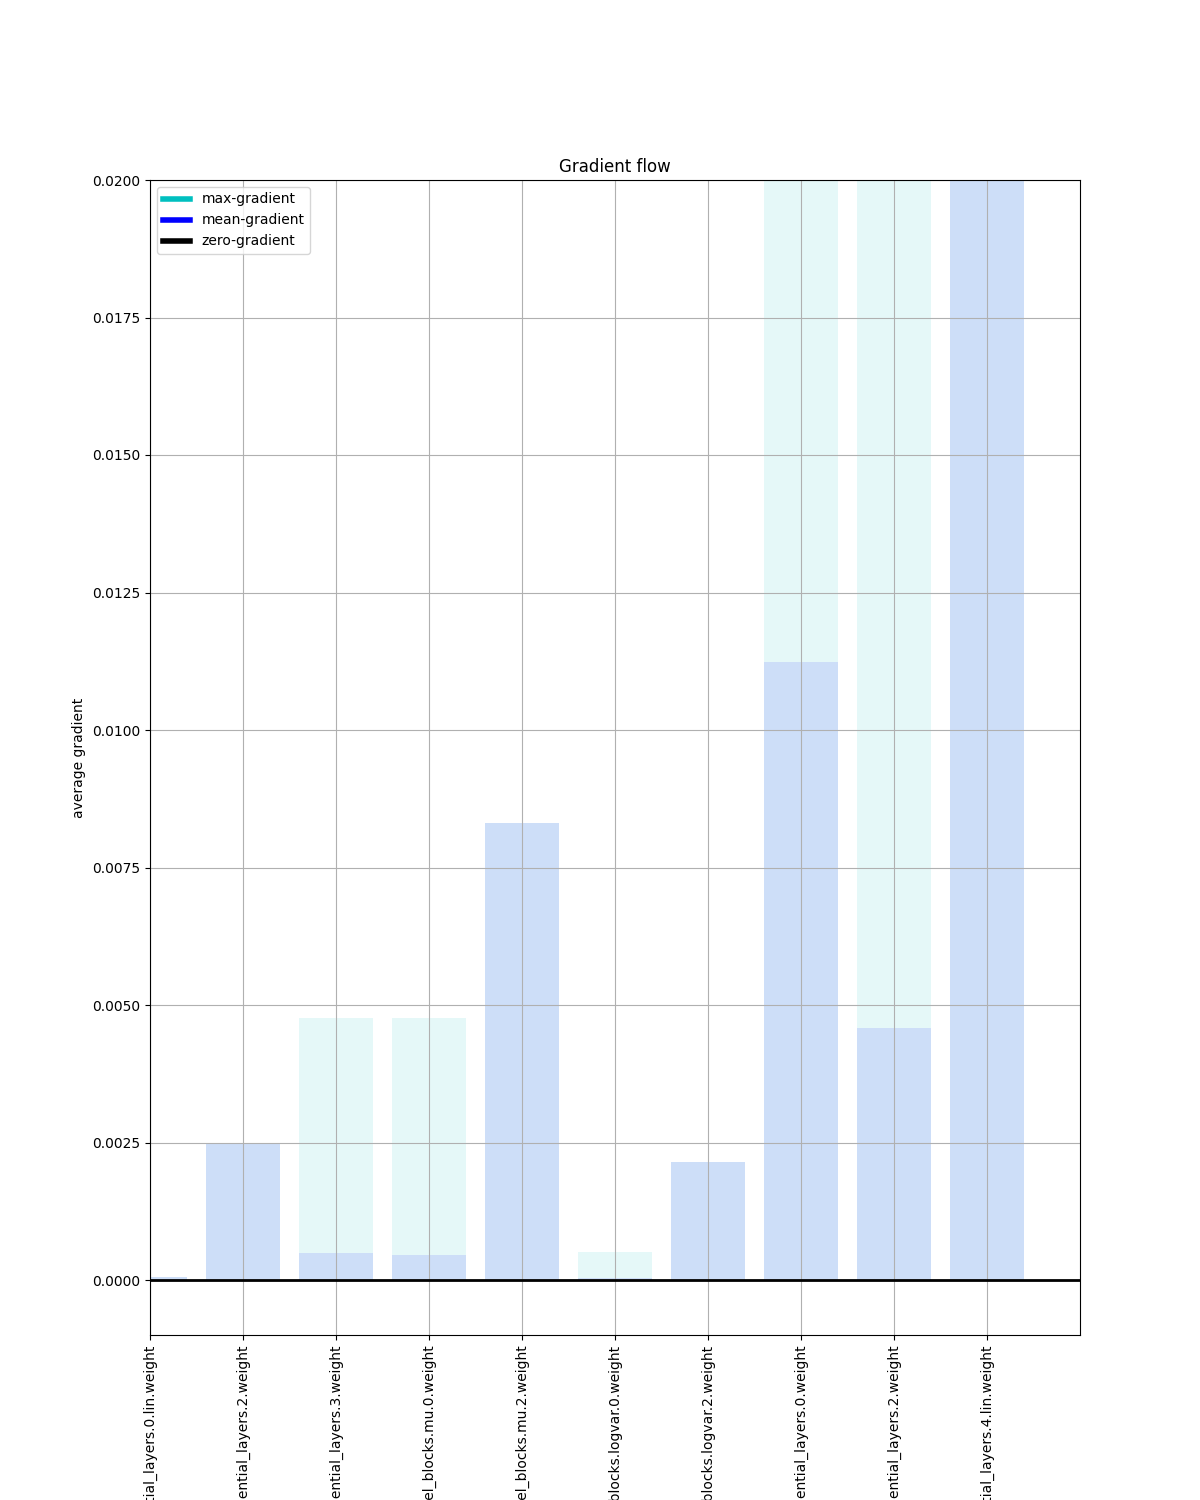 Gradient flow
max-gradient
mean-gradient
zero-gradient
0.0200
0.0175
0.0150
0.0125
0.0100
0.0075
0.0050
0.0025
0.0000
average gradient
tial_layers.0.lin.weight
ential_layers.2.weight
ential_layers.3.weight
el_blocks.mu.0.weight
el_blocks.mu.2.weight
blocks.logvar.0.weight
blocks.logvar.2.weight
ential_layers.0.weight
ential_layers.2.weight
tial_layers.4.lin.weight